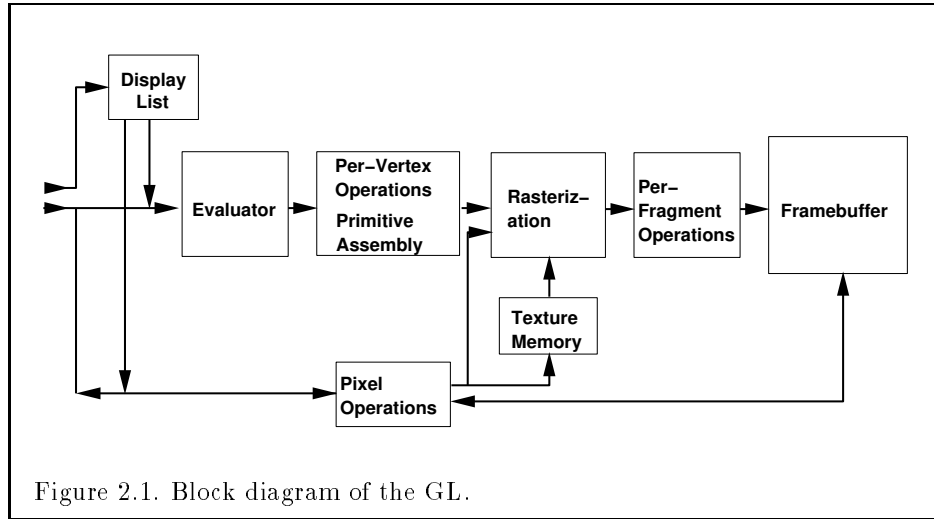 Display
List
Evaluator
Per−Vertex
Operations
Primitive
Assembly
Rasteriz−
ation
Per−
Fragment
Operations
Framebuffer
Texture
Memory
Pixel
Operations
Figure 2.1. Block diagram of the GL.